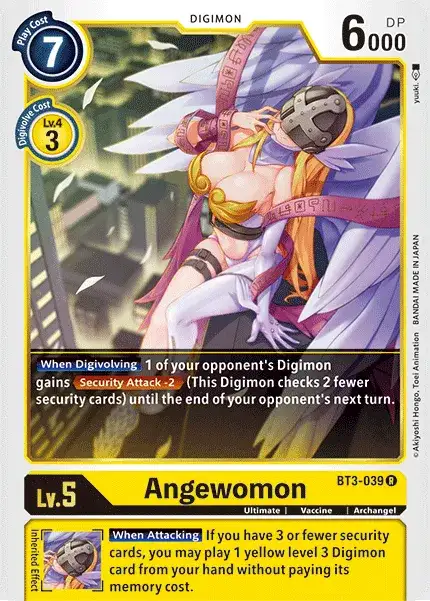 Play Cost
7
DIGIMON
6000
DP
Digivolve Cost
Lv.4
3
yuuki.
©Akiyoshi Hongo, Toei Animation BANDAI MADE IN JAPAN
When Digivolving 1 of your opponent's Digimon
gains Security Attack -2 (This Digimon checks 2 fewer
security cards) until the end of your opponent's next turn.
BT3-039 R
Lv.5
Angewomon
Ultimate | Vaccine | Archangel
Inherited Effect
When Attacking If you have 3 or fewer security
cards, you may play 1 yellow level 3 Digimon
card from your hand without paying its
memory cost.